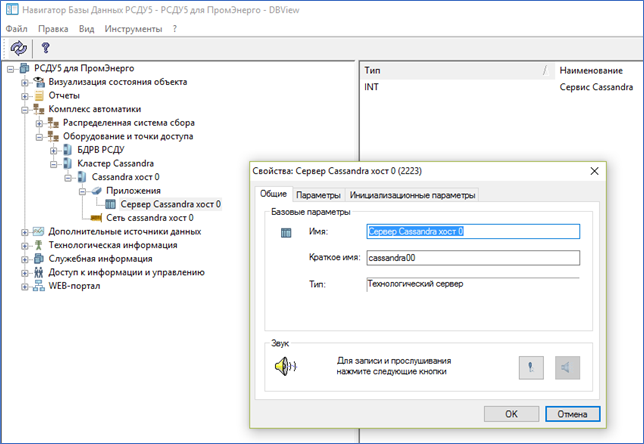 Навигатор Базы Данных РСДУ5 - РСДУ5 для ПромЭнерго - DBView
Файл Правка Вид Инструменты ?
РСДУ5 для ПромЭнерго
Визуализация состояния объекта
Отчеты
Комплекс автоматики
Распределенная система сбора
Оборудование и точки доступа
БДРВ РСДУ
Кластер Cassandra
Cassandra хост 0
Приложения
Сервер Cassandra хост 0
Сеть cassandra хост 0
Дополнительные источники данных
Технологическая информация
Служебная информация
Доступ к информации и управлению
WEB-портал
Тип / Наименование
INT Сервис Cassandra
Свойства: Сервер Cassandra хост 0 (2223)
Общие Параметры Инициализационные параметры
Базовые параметры
Имя: Сервер Cassandra хост 0
Краткое имя: cassandra00
Тип: Технологический сервер
Звук
Для записи и прослушивания
нажмите следующие кнопки
OK Отмена